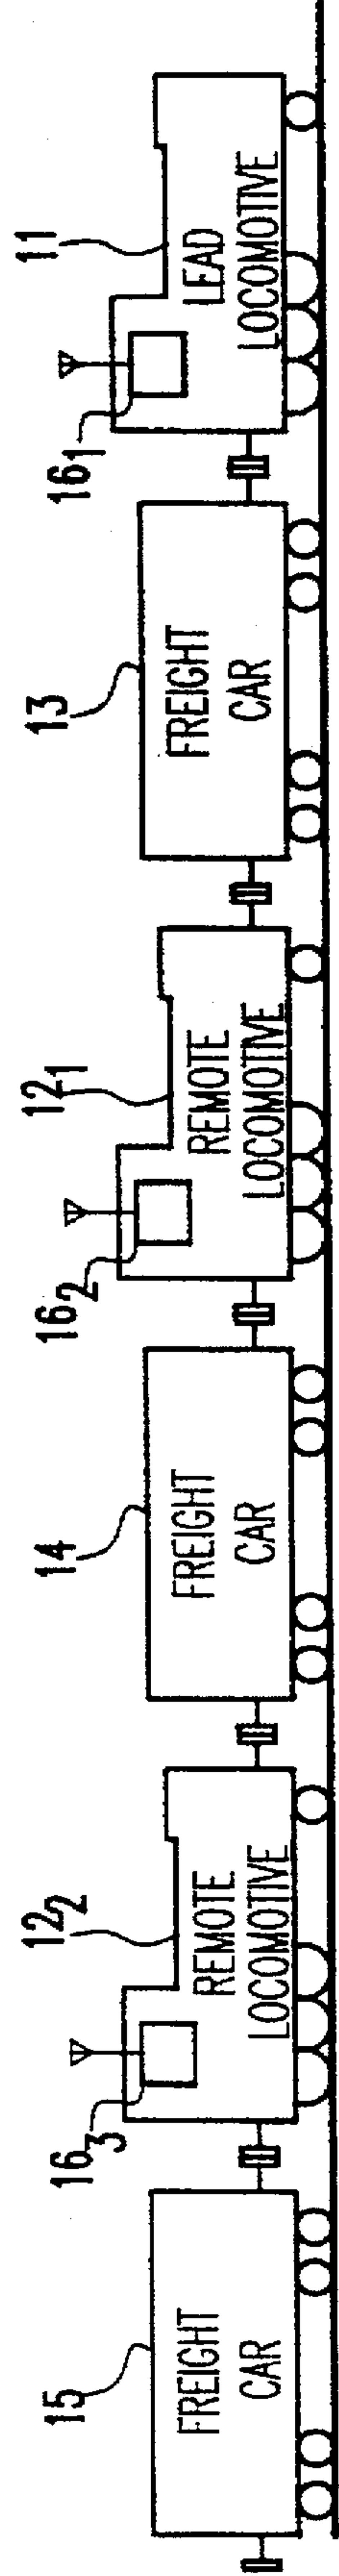 15
FREIGHT
CAR
16₃
12₂
REMOTE
LOCOMOTIVE
14
FREIGHT
CAR
16₂
12₁
REMOTE
LOCOMOTIVE
13
FREIGHT
CAR
16₁
11
LEAD
LOCOMOTIVE